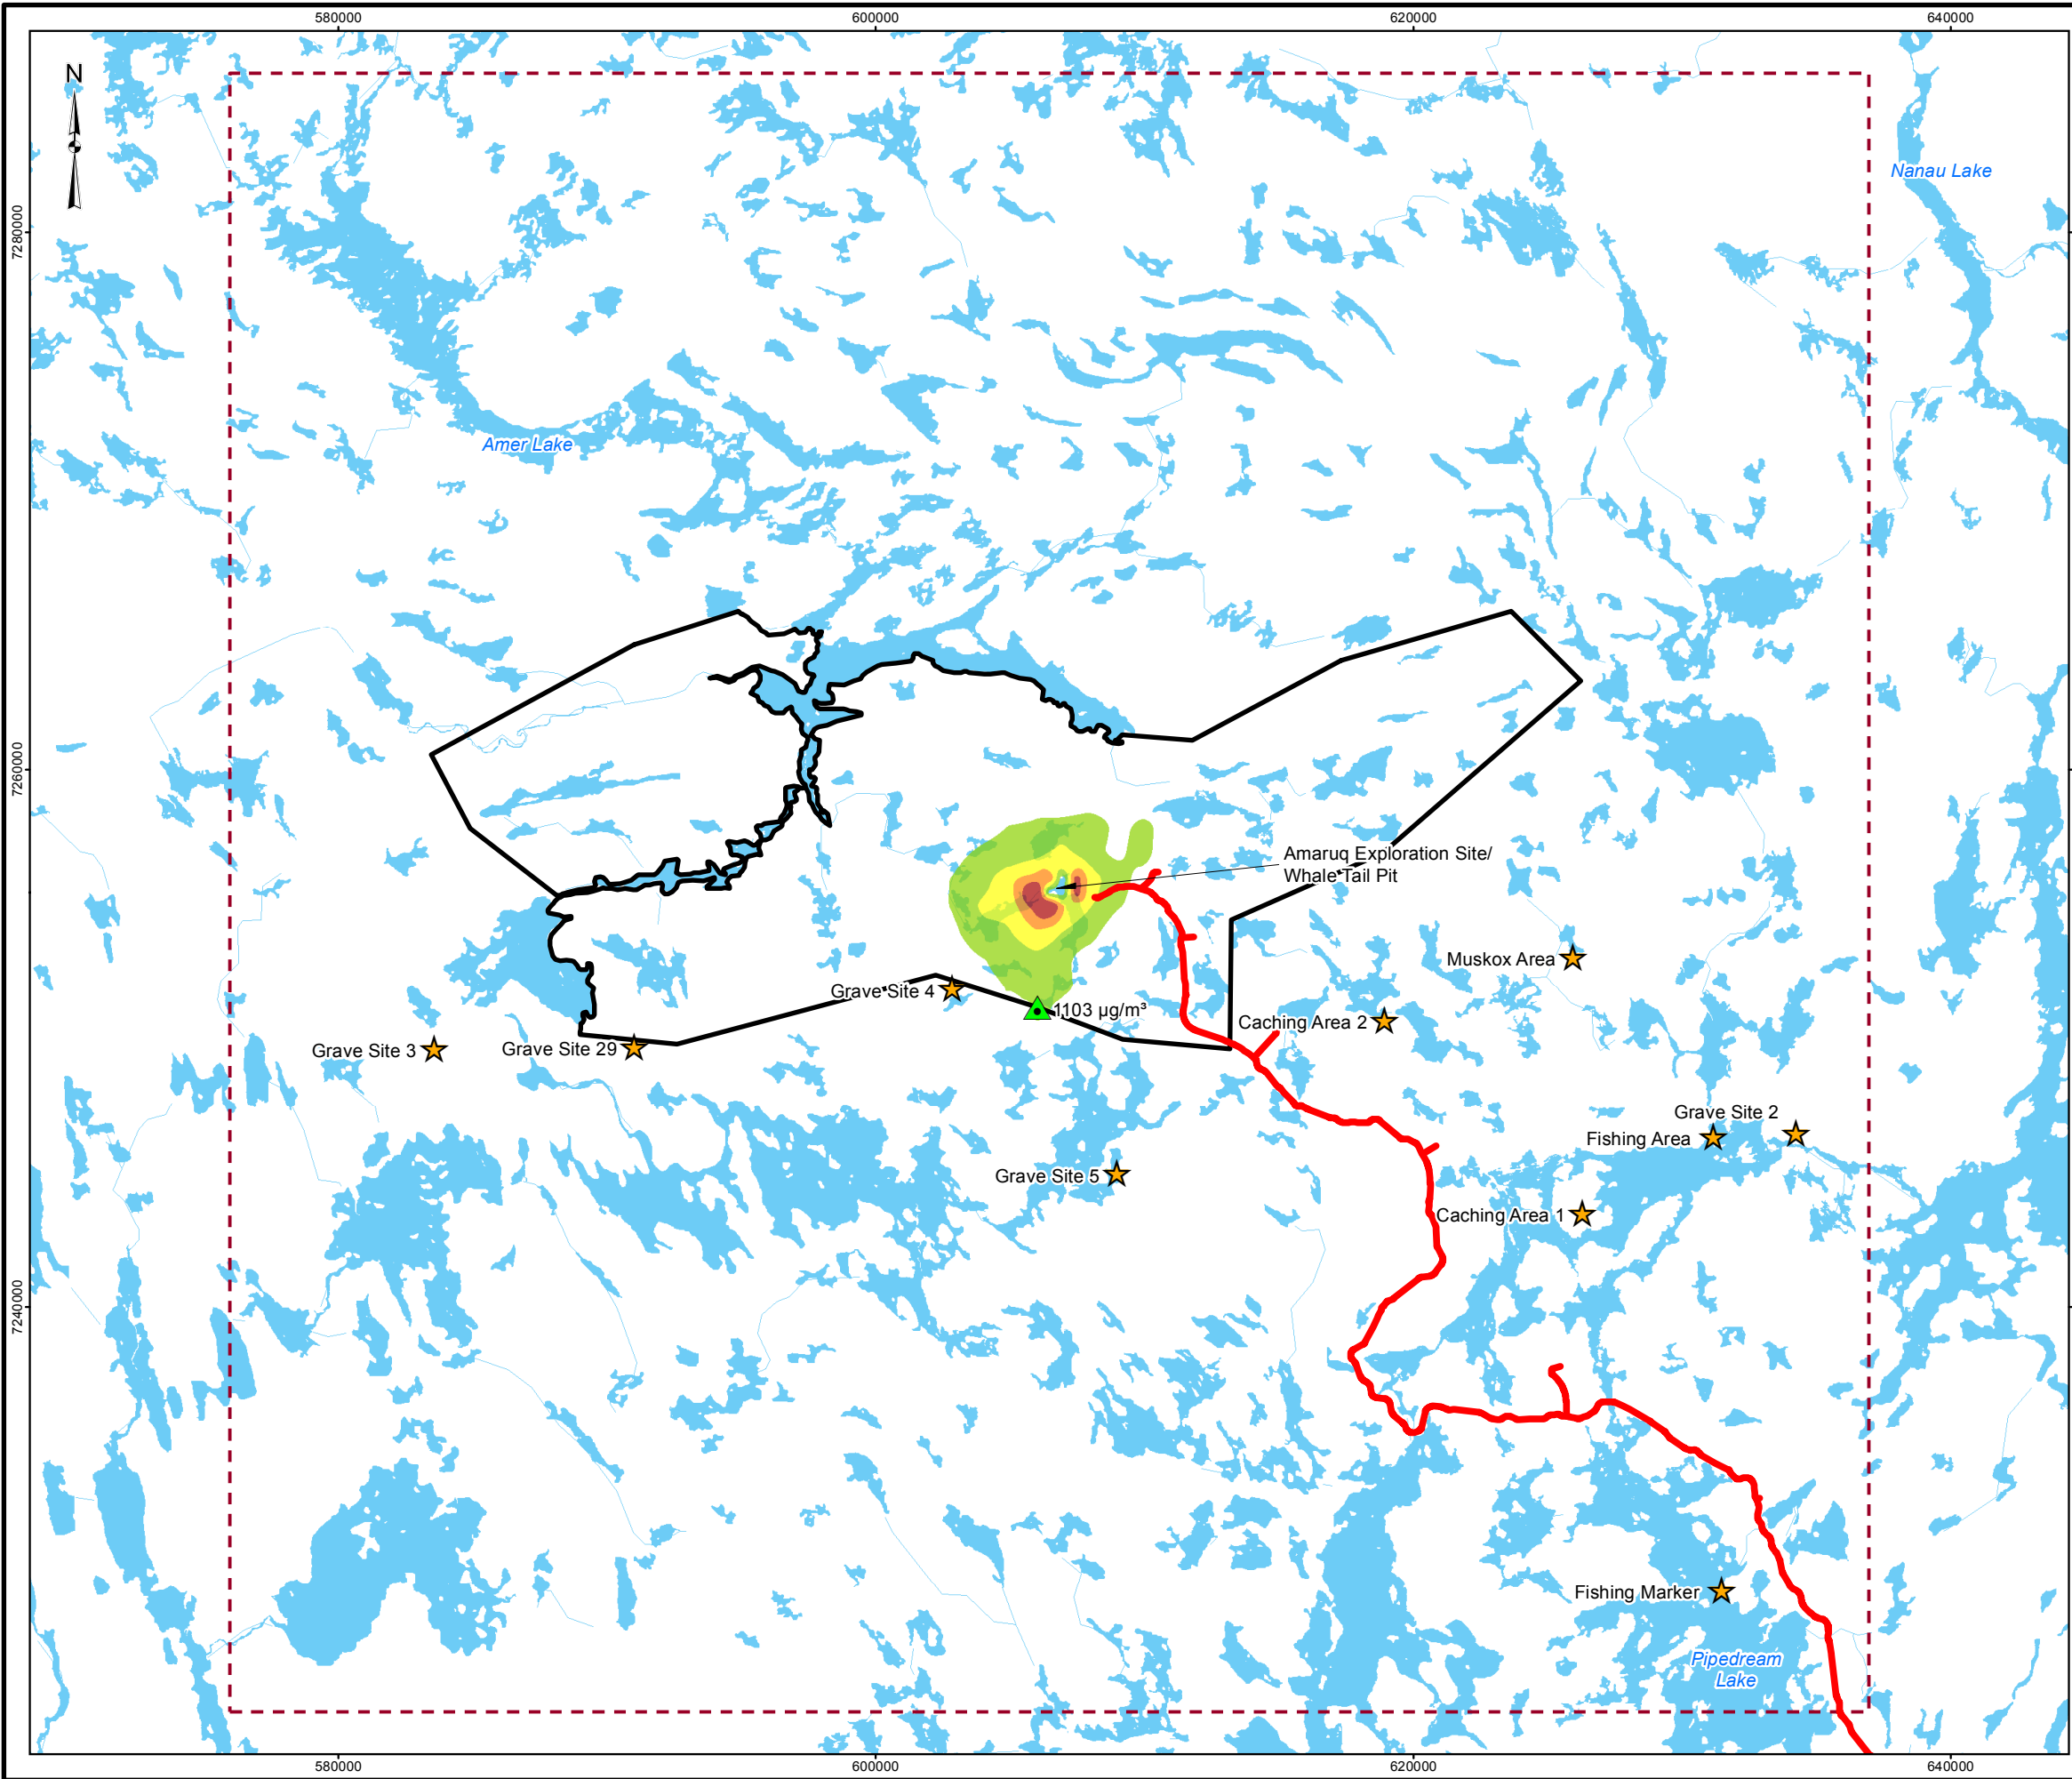 580000
600000
620000
640000
N
Nanau Lake
7280000
Amer Lake
7260000
Amaruq Exploration Site/
Whale Tail Pit
Muskox Area
Grave Site 4
1103 µg/m³
Caching Area 2
Grave Site 3
Grave Site 29
Grave Site 2
Fishing Area
Grave Site 5
Caching Area 1
7240000
Fishing Marker
Pipedream
Lake
580000
600000
620000
640000